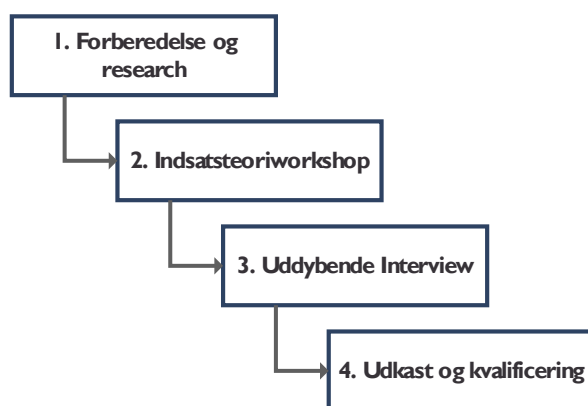 1. Forberedelse og
research
2. Indsatsteoriworkshop
3. Uddybende Interview
4. Udkast og kvalificering